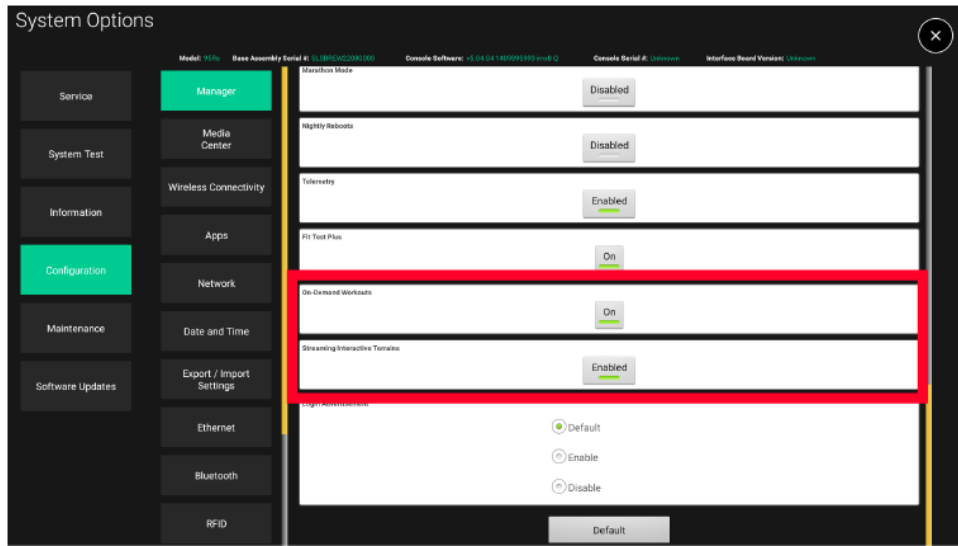 System Options
Model: 95Re Base Assembly Serial #: Console Software: Console Serial #: Unknown Interface Board Version: Unknown
Service
System Test
Information
Configuration
Maintenance
Software Updates
Manager
Media
Center
Wireless Connectivity
Apps
Network
Date and Time
Export / Import
Settings
Ethernet
Bluetooth
RFID
Marathon Mode
Disabled
Nightly Reboots
Disabled
Telemetry
Enabled
Fit Test Plus
On
On-Demand Workouts
On
Streaming Interactive Terrains
Enabled
Login Advertisement
Default
Enable
Disable
Default